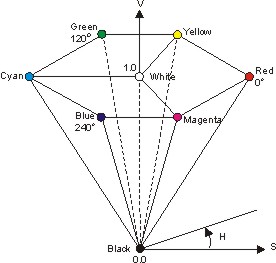 V
Green
120°
Yellow
1.0
Cyan
White
Red
0°
Blue
240°
Magenta
H
Black
0.0
S